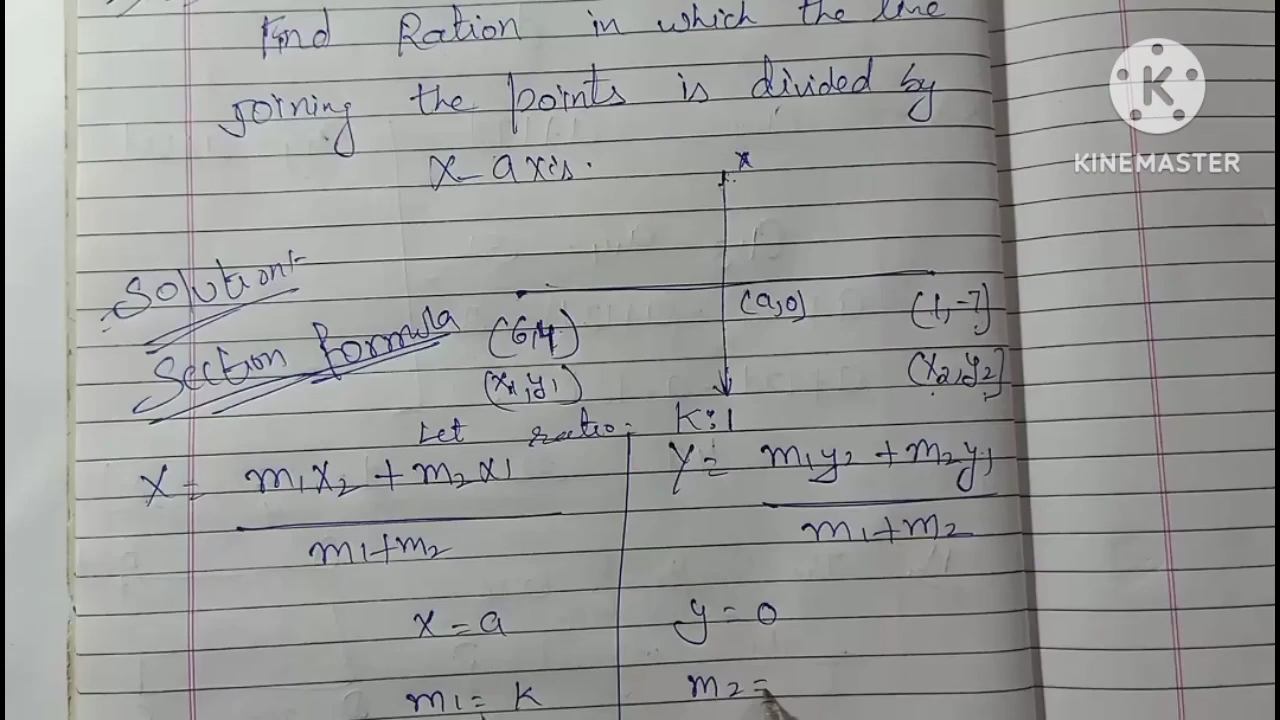 Find Ration in which the line
joining the points is divided by
x-axis.
K
KINEMASTER
x
Solution:-
(a,0)
(1,-7)
Section formula
(6,4)
(x1,y1)
(x2,y2)
Let ratio = K:1
X = m1x2 + m2x1
m1+m2
Y = m1y2 + m2y1
m1+m2
x = a
y = 0
m1 = K
m2 =